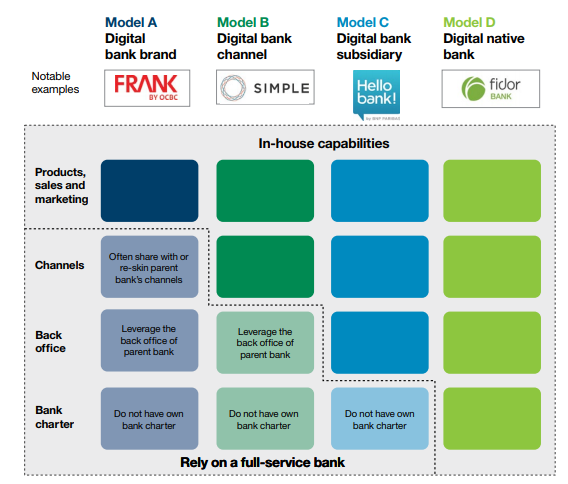 Model A
Digital
bank brand
Model B
Digital bank
channel
Model C
Digital bank
subsidiary
Model D
Digital native
bank
Notable
examples
FRANK
BY OCBC
SIMPLE
Hello
bank!
by BNP PARIBAS
fidor
BANK
In-house capabilities
Products,
sales and
marketing
Channels
Often share with or
re-skin parent
bank's channels
Back
office
Leverage the
back office of
parent bank
Leverage the
back office of
parent bank
Bank
charter
Do not have own
bank charter
Do not have own
bank charter
Do not have own
bank charter
Rely on a full-service bank